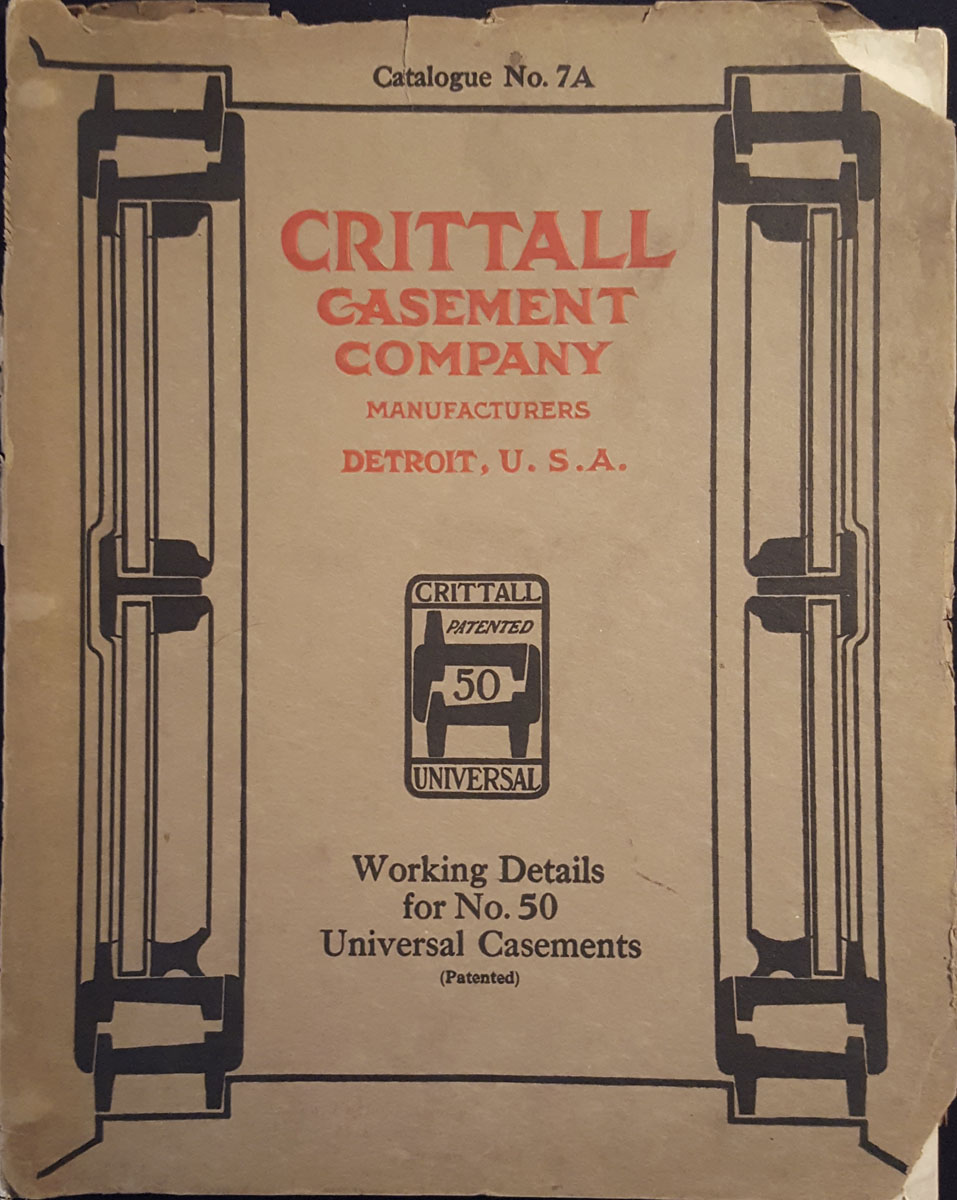 Catalogue No. 7A
CRITTALL
CASEMENT
COMPANY
MANUFACTURERS
DETROIT, U. S. A.
CRITTALL
PATENTED
50
UNIVERSAL
Working Details
for No. 50
Universal Casements
(Patented)